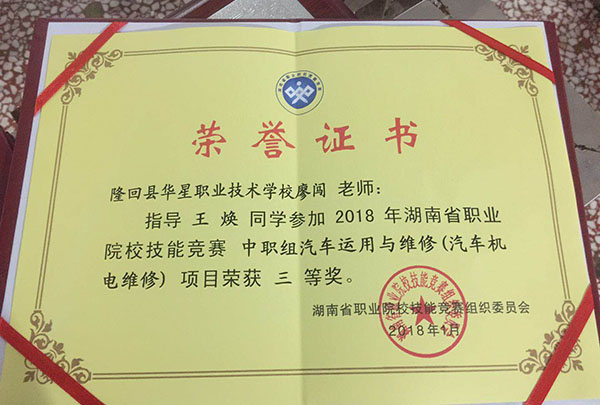 荣誉证书
隆回县华星职业技术学校廖闯 老师：
指导 王 焕 同学参加 2018 年湖南省职业
院校技能竞赛 中职组汽车运用与维修(汽车机
电维修) 项目荣获 三 等奖。
湖南省职业院校技能竞赛组织委员会
2018年1月